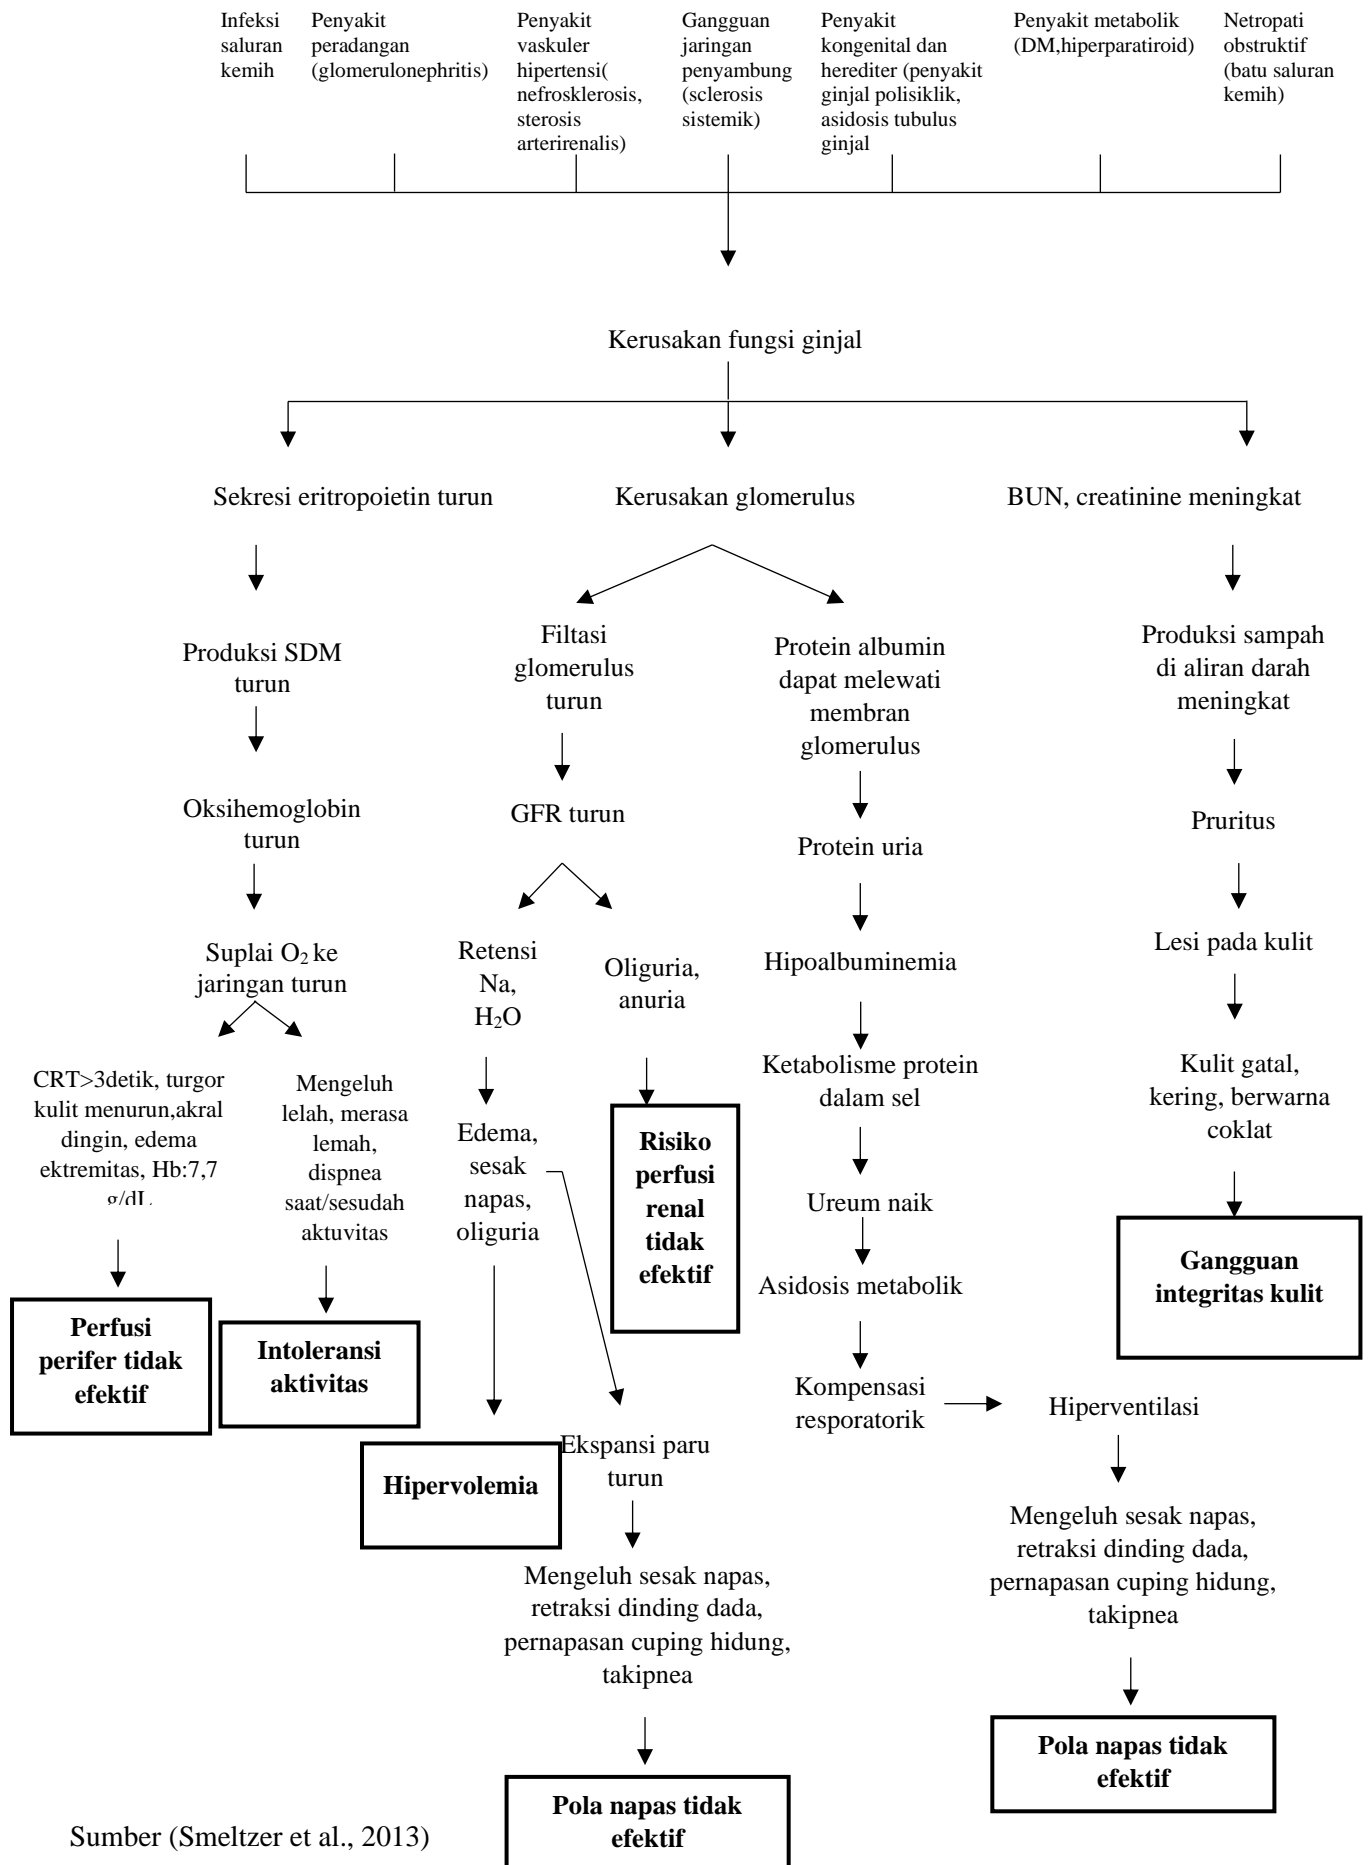 Infeksi
saluran
kemih
Penyakit
peradangan
(glomerulonephritis)
Penyakit
vaskuler
hipertensi(
nefrosklerosis,
sterosis
arterirenalis)
Gangguan
jaringan
penyambung
(sclerosis
sistemik)
Penyakit
kongenital dan
herediter (penyakit
ginjal polisiklik,
asidosis tubulus
ginjal
Penyakit metabolik
(DM,hiperparatiroid)
Netropati
obstruktif
(batu saluran
kemih)
Kerusakan fungsi ginjal
Sekresi eritropoietin turun
Kerusakan glomerulus
BUN, creatinine meningkat
Produksi SDM
turun
Filtasi
glomerulus
turun
Protein albumin
dapat melewati
membran
glomerulus
Produksi sampah
di aliran darah
meningkat
Oksihemoglobin
turun
GFR turun
Protein uria
Pruritus
Suplai O₂ ke
jaringan turun
Retensi
Na,
H₂O
Oliguria,
anuria
Hipoalbuminemia
Lesi pada kulit
CRT>3detik, turgor
kulit menurun,akral
dingin, edema
ektremitas, Hb:7,7
g/dL
Mengeluh
lelah, merasa
lemah,
dispnea
saat/sesudah
aktuvitas
Edema,
sesak
napas,
oliguria
Risiko
perfusi
renal
tidak
efektif
Ketabolisme protein
dalam sel
Kulit gatal,
kering, berwarna
coklat
Ureum naik
Asidosis metabolik
Gangguan
integritas kulit
Perfusi
perifer tidak
efektif
Intoleransi
aktivitas
Kompensasi
resporatorik
Hiperventilasi
Hipervolemia
Ekspansi paru
turun
Mengeluh sesak napas,
retraksi dinding dada,
pernapasan cuping hidung,
takipnea
Mengeluh sesak napas,
retraksi dinding dada,
pernapasan cuping hidung,
takipnea
Pola napas tidak
efektif
Pola napas tidak
efektif
Sumber (Smeltzer et al., 2013)